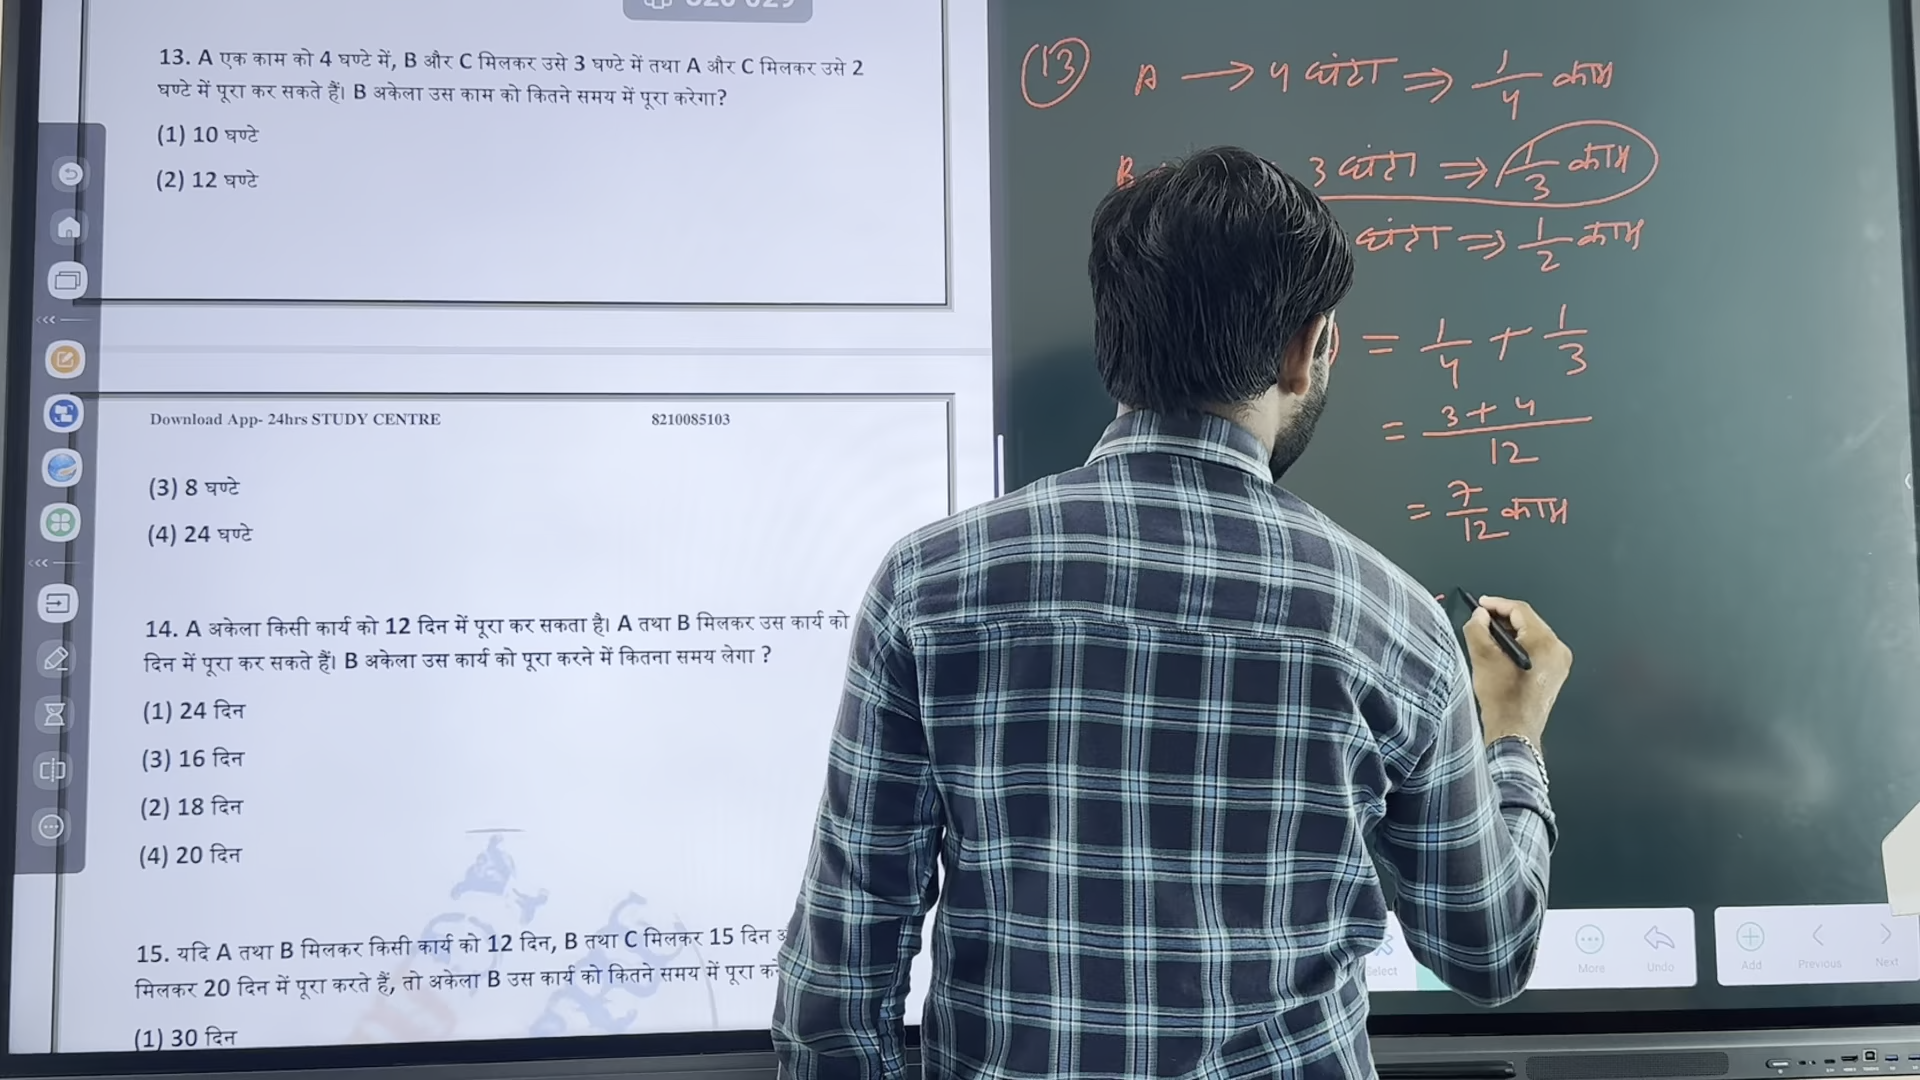 13. A एक काम को 4 घण्टे में, B और C मिलकर उसे 3 घण्टे में तथा A और C मिलकर उसे 2
घण्टे में पूरा कर सकते हैं। B अकेला उस काम को कितने समय में पूरा करेगा?
(1) 10 घण्टे
(2) 12 घण्टे
Download App- 24hrs STUDY CENTRE 8210085103
(3) 8 घण्टे
(4) 24 घण्टे
14. A अकेला किसी कार्य को 12 दिन में पूरा कर सकता है। A तथा B मिलकर उस कार्य को
दिन में पूरा कर सकते हैं। B अकेला उस कार्य को पूरा करने में कितना समय लेगा ?
(1) 24 दिन
(3) 16 दिन
(2) 18 दिन
(4) 20 दिन
15. यदि A तथा B मिलकर किसी कार्य को 12 दिन, B तथा C मिलकर 15 दिन
मिलकर 20 दिन में पूरा करते हैं, तो अकेला B उस कार्य को कितने समय में पूरा
(1) 30 दिन
(13) A → 4 घंटा ⇒ 1/4 काम
B 3 घंटा ⇒ 1/3 काम
घंटा ⇒ 1/2 काम
= 1/4 + 1/3
= 3+4/12
= 7/12 काम
Select More Undo Add Previous Next